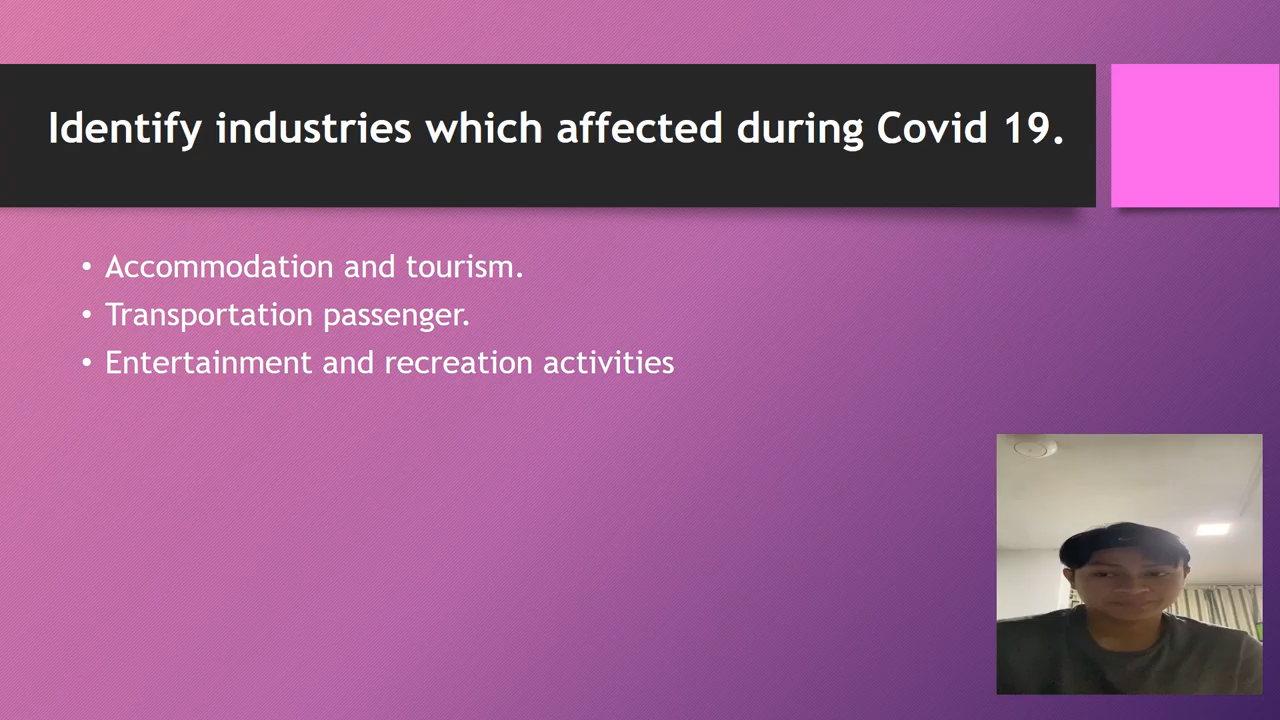 Identify industries which affected during Covid 19.
• Accommodation and tourism.
• Transportation passenger.
• Entertainment and recreation activities